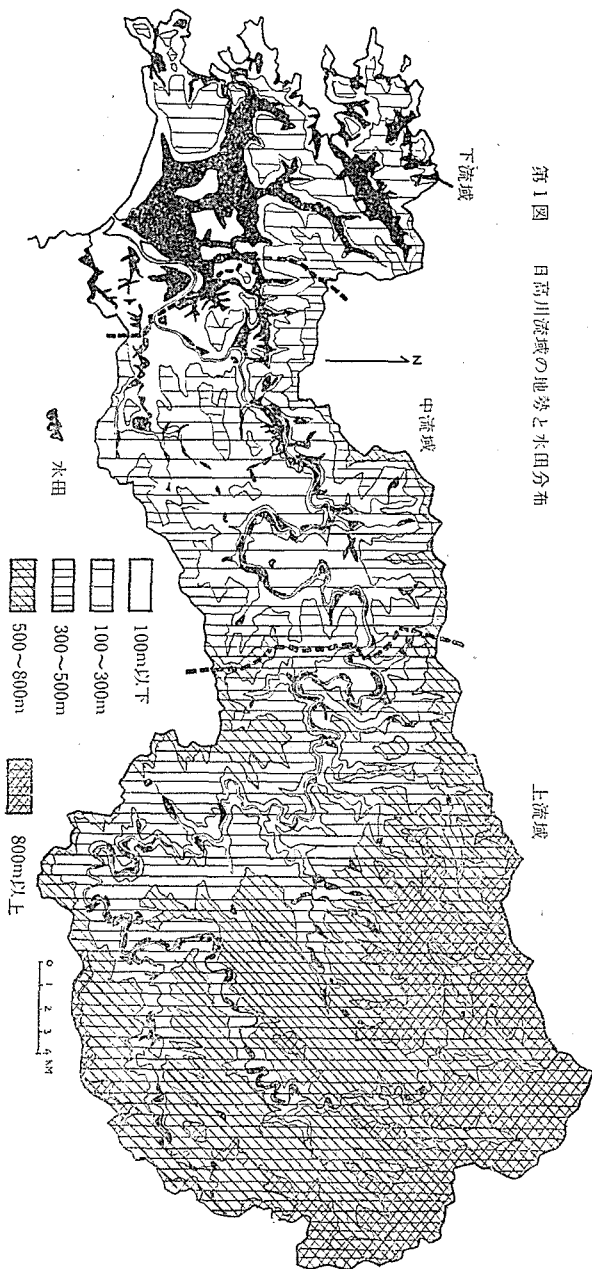 第1図 日高川流域の地勢と水田分布
下流域
中流域
上流域
N
水田
100m以下
100~300m
300~500m
500~800m
800m以上
0 1 2 3 4 KM